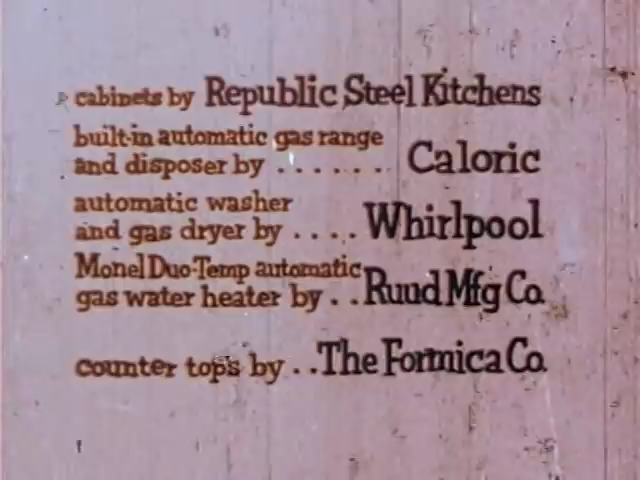 cabinets by Republic Steel Kitchens
built-in automatic gas range
and disposer by ...... Caloric
automatic washer
and gas dryer by .... Whirlpool
Monel Duo-Temp automatic
gas water heater by .. Ruud Mfg Co.
counter tops by .. The Formica Co.